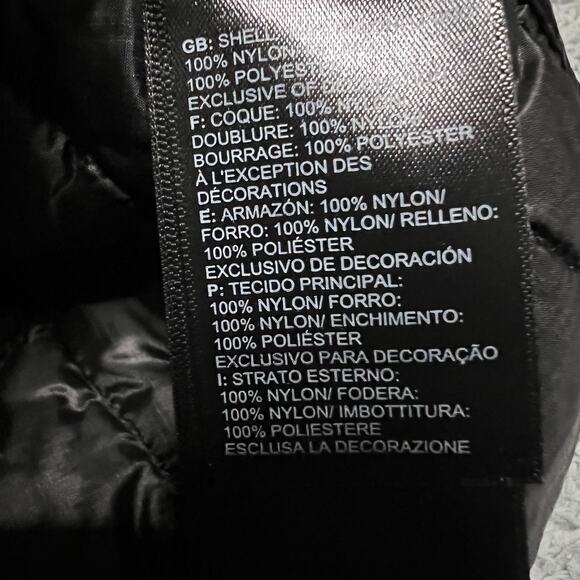 GB: SHELL
100% NYLON
100% POLYES
EXCLUSIVE OF
F: COQUE: 100% NYLON/
DOUBLURE: 100% NYLON/
BOURRAGE: 100% POLYESTER
À L'EXCEPTION DES
DÉCORATIONS
E: ARMAZÓN: 100% NYLON/
FORRO: 100% NYLON/ RELLENO:
100% POLIÉSTER
EXCLUSIVO DE DECORACIÓN
P: TECIDO PRINCIPAL:
100% NYLON/ FORRO:
100% NYLON/ ENCHIMENTO:
100% POLIÉSTER
EXCLUSIVO PARA DECORAÇÃO
I: STRATO ESTERNO:
100% NYLON/ FODERA:
100% NYLON/ IMBOTTITURA:
100% POLIESTERE
ESCLUSA LA DECORAZIONE